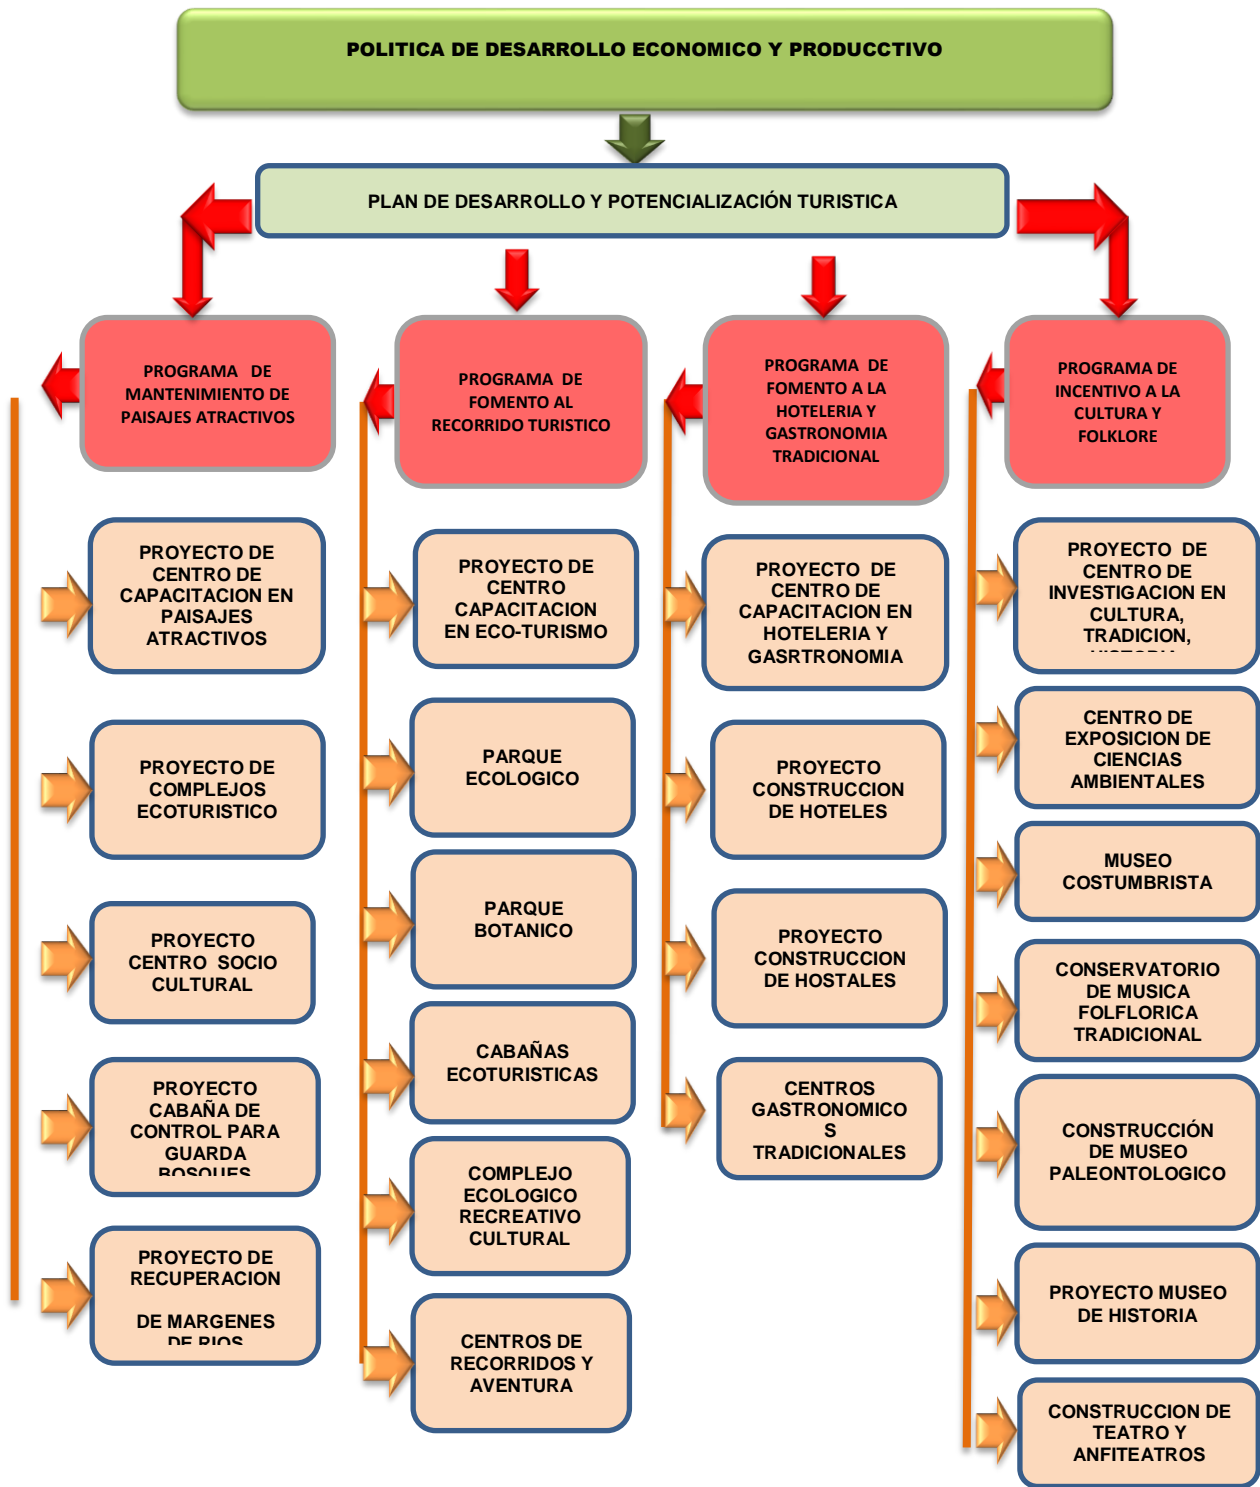 POLITICA DE DESARROLLO ECONOMICO Y PRODUCCTIVO
PLAN DE DESARROLLO Y POTENCIALIZACIÓN TURISTICA
PROGRAMA DE
MANTENIMIENTO DE
PAISAJES ATRACTIVOS
PROYECTO DE
CENTRO DE
CAPACITACION EN
PAISAJES
ATRACTIVOS
PROYECTO DE
COMPLEJOS
ECOTURISTICO
PROYECTO
CENTRO SOCIO
CULTURAL
PROYECTO
CABAÑA DE
CONTROL PARA
GUARDA
BOSQUES
PROYECTO DE
RECUPERACION
DE MARGENES
DE RIOS
PROGRAMA DE
FOMENTO AL
RECORRIDO TURISTICO
PROYECTO DE
CENTRO
CAPACITACION
EN ECO-TURISMO
PARQUE
ECOLOGICO
PARQUE
BOTANICO
CABAÑAS
ECOTURISTICAS
COMPLEJO
ECOLOGICO
RECREATIVO
CULTURAL
CENTROS DE
RECORRIDOS Y
AVENTURA
PROGRAMA DE
FOMENTO A LA
HOTELERIA Y
GASTRONOMIA
TRADICIONAL
PROYECTO DE
CENTRO DE
CAPACITACION EN
HOTELERIA Y
GASRTRONOMIA
PROYECTO
CONSTRUCCION
DE HOTELES
PROYECTO
CONSTRUCCION
DE HOSTALES
CENTROS
GASTRONOMICO
S
TRADICIONALES
PROGRAMA DE
INCENTIVO A LA
CULTURA Y
FOLKLORE
PROYECTO DE
CENTRO DE
INVESTIGACION EN
CULTURA,
TRADICION,
CENTRO DE
EXPOSICION DE
CIENCIAS
AMBIENTALES
MUSEO
COSTUMBRISTA
CONSERVATORIO
DE MUSICA
FOLFLORICA
TRADICIONAL
CONSTRUCCIÓN
DE MUSEO
PALEONTOLOGICO
PROYECTO MUSEO
DE HISTORIA
CONSTRUCCION DE
TEATRO Y
ANFITEATROS